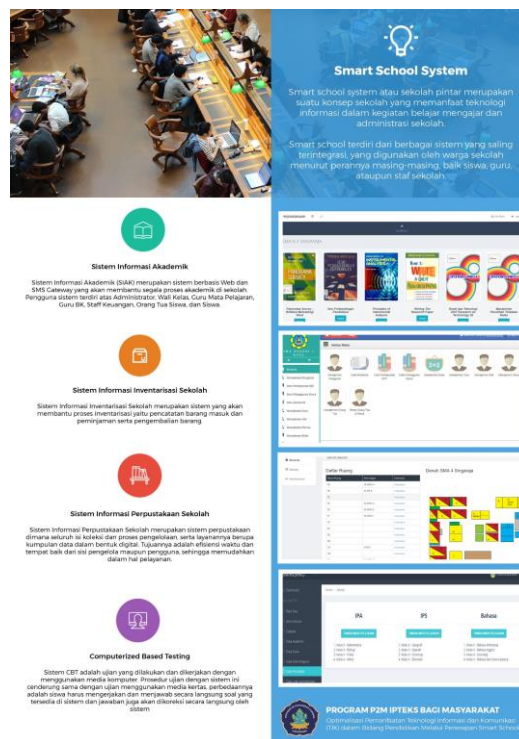 Smart School System
Smart school system atau sekolah pintar merupakan
suatu konsep sekolah yang memanfaat teknologi
informasi dalam kegiatan belajar mengajar dan
administrasi sekolah.
Smart school terdiri dari berbagai sistem yang saling
terintegrasi, yang digunakan oleh warga sekolah
menurut perannya masing-masing, baik siswa, guru,
ataupun staf sekolah.
Sistem Informasi Akademik
Sistem Informasi Akademik (SIAK) merupakan sistem berbasis Web dan
SMS Gateway yang akan membantu segala proses akademik di sekolah.
Pengguna sistem terdiri atas Administrator, Wali Kelas, Guru Mata Pelajaran,
Guru BK, Staff Keuangan, Orang Tua Siswa, dan Siswa.
Sistem Informasi Inventarisasi Sekolah
Sistem Informasi Inventarisasi Sekolah merupakan sistem yang akan
membantu proses inventarisasi yaitu pencatatan barang masuk dan
peminjaman serta pengembalian barang.
Sistem Informasi Perpustakaan Sekolah
Sistem Informasi Perpustakaan Sekolah merupakan sistem perpustakaan
dimana seluruh isi koleksi dan proses pengelolaan, serta layanannya berupa
kumpulan data dalam bentuk digital. Tujuannya adalah efisiensi waktu dan
tempat baik dari sisi pengelola maupun pengguna, sehingga memudahkan
dalam hal pelayanan.
Computerized Based Testing
Sistem CBT adalah ujian yang dilakukan dan dikerjakan dengan
menggunakan media komputer. Prosedur ujian dengan sistem ini
cenderung sama dengan ujian menggunakan media kertas, perbedaannya
adalah siswa harus mengerjakan dan menjawab secara langsung soal yang
tersedia di sistem dan jawaban juga akan dikoreksi secara langsung oleh
sistem
Daftar Ruang
Denah SMA 4 Singaraja
IPA
IPS
Bahasa
PROGRAM P2M IPTEKS BAGI MASYARAKAT
Optimalisasi Pemanfaatan Teknologi Informasi dan Komunikasi
(TIK) dalam Bidang Pendidikan Melalui Penerapan Smart School